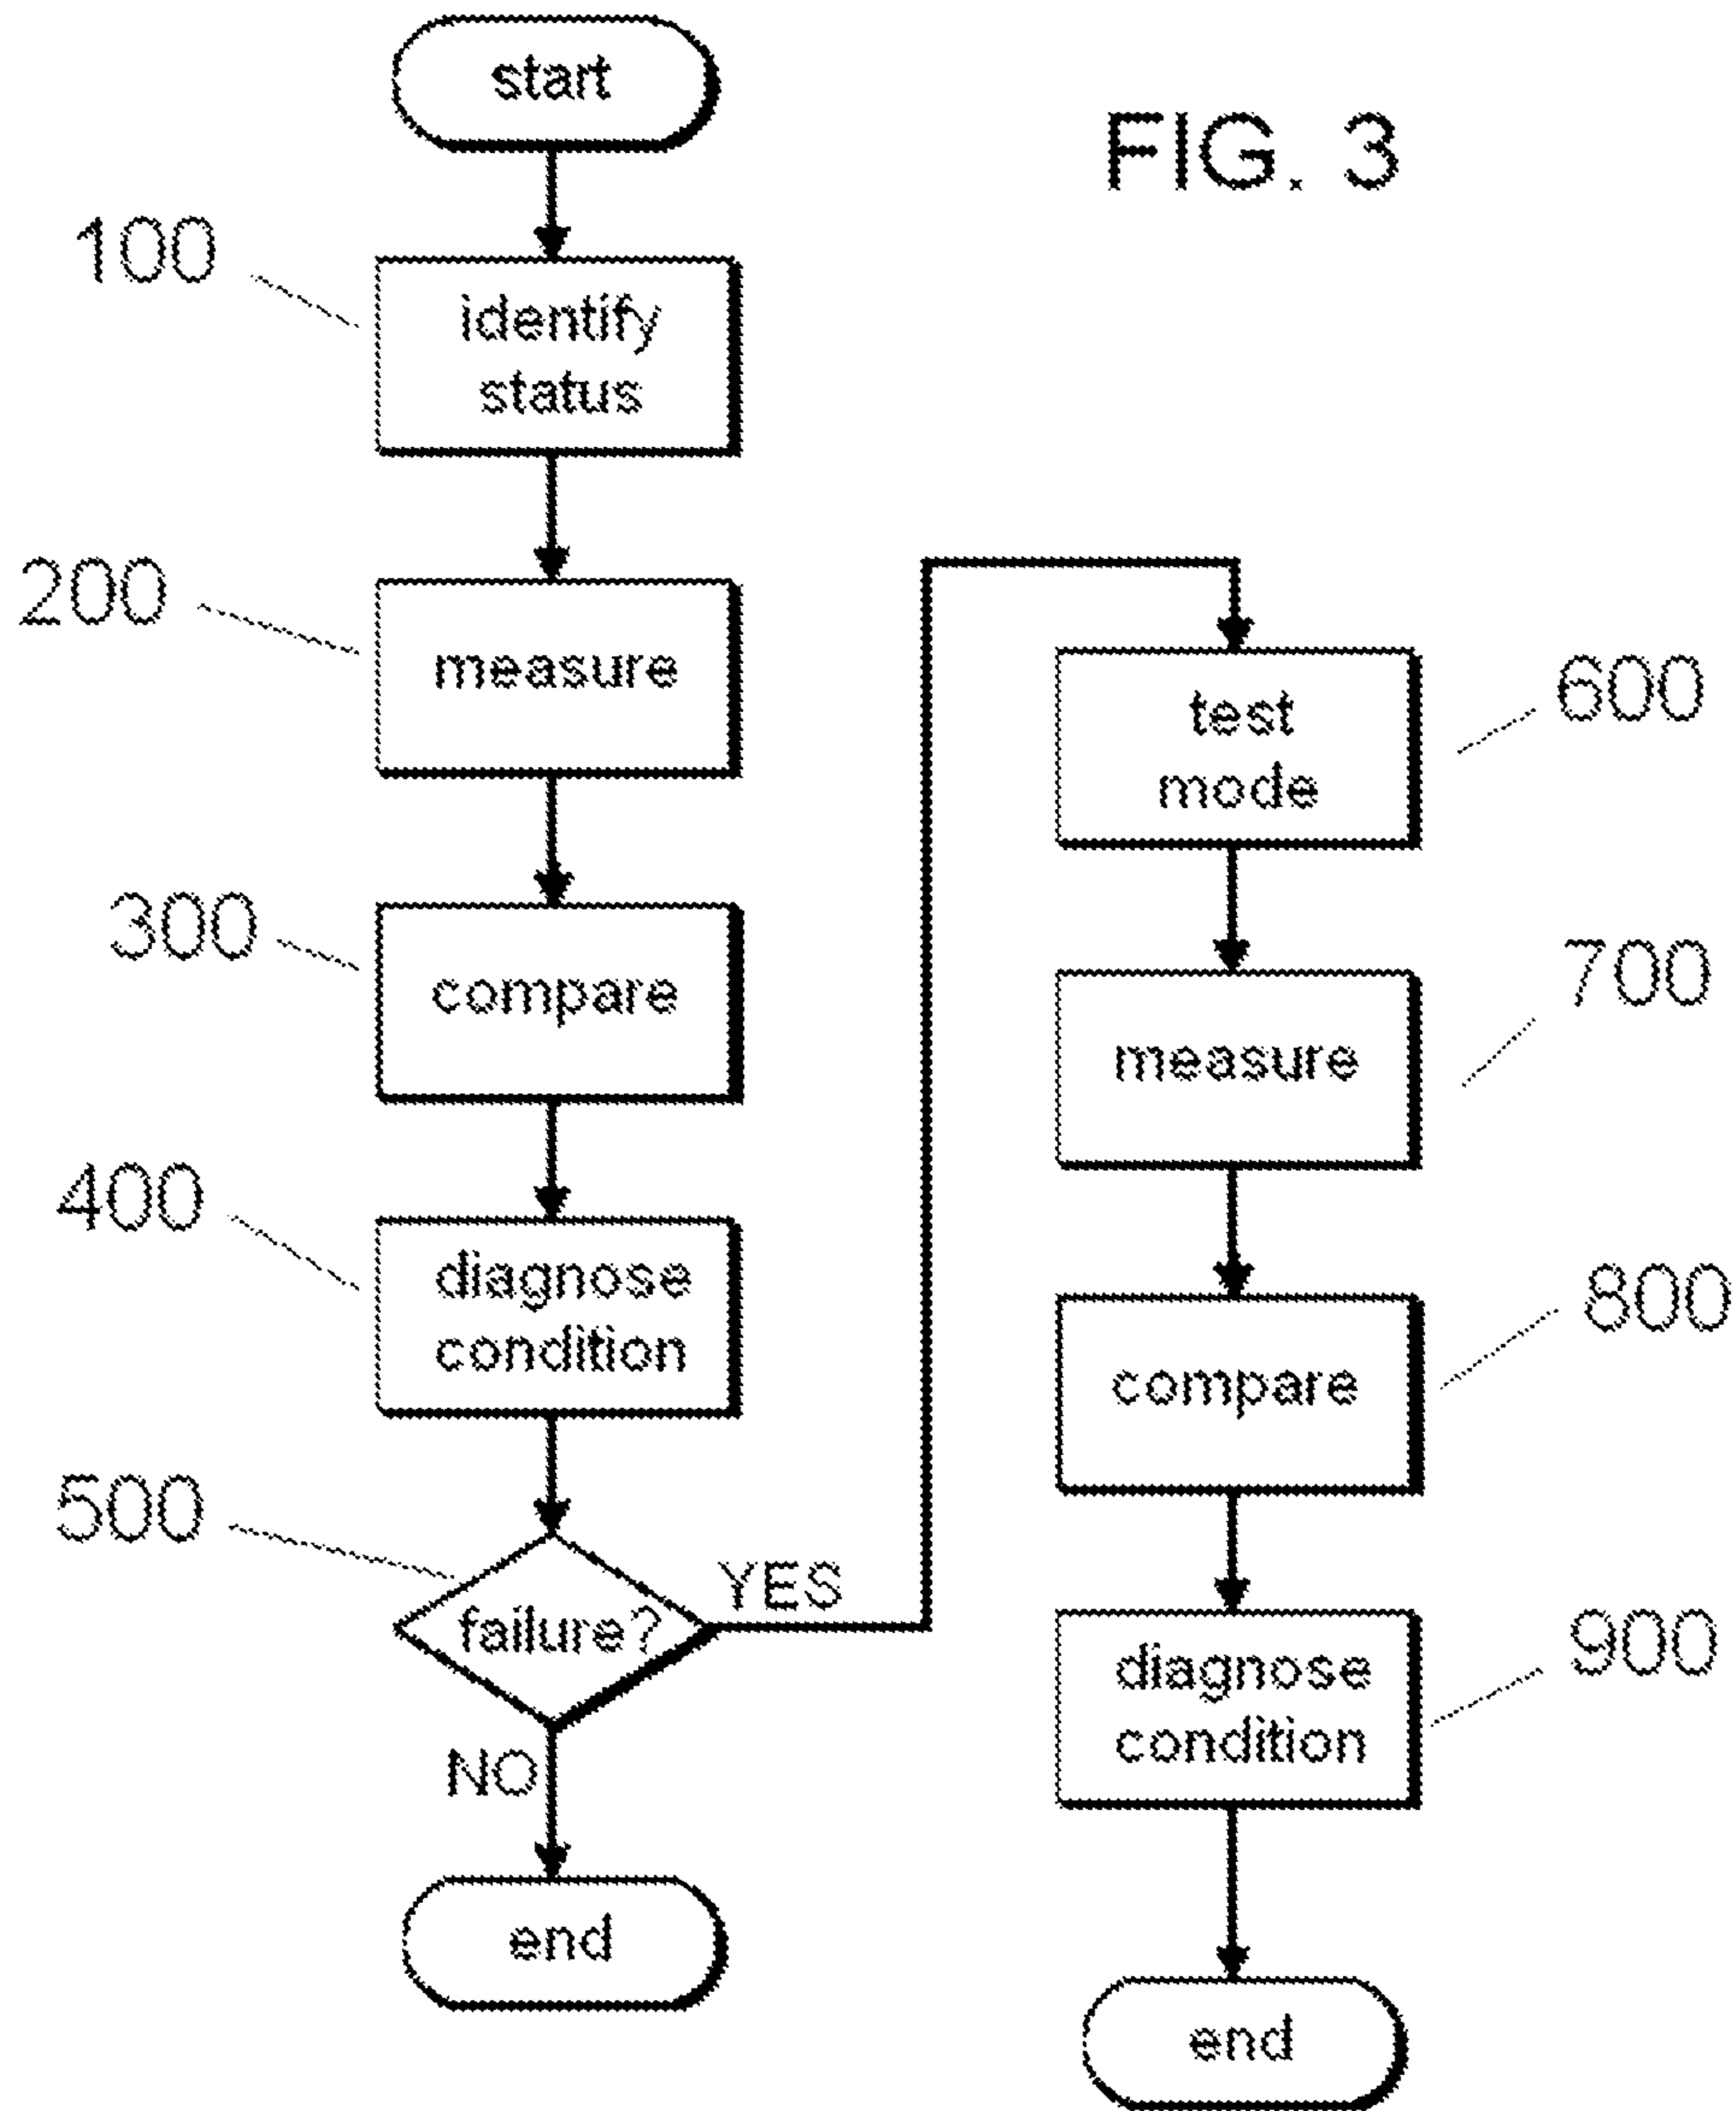 start
FIG. 3
100
identify
status
200
measure
300
compare
400
diagnose
condition
500
failure?
YES
NO
end
600
test
mode
700
measure
800
compare
900
diagnose
condition
end